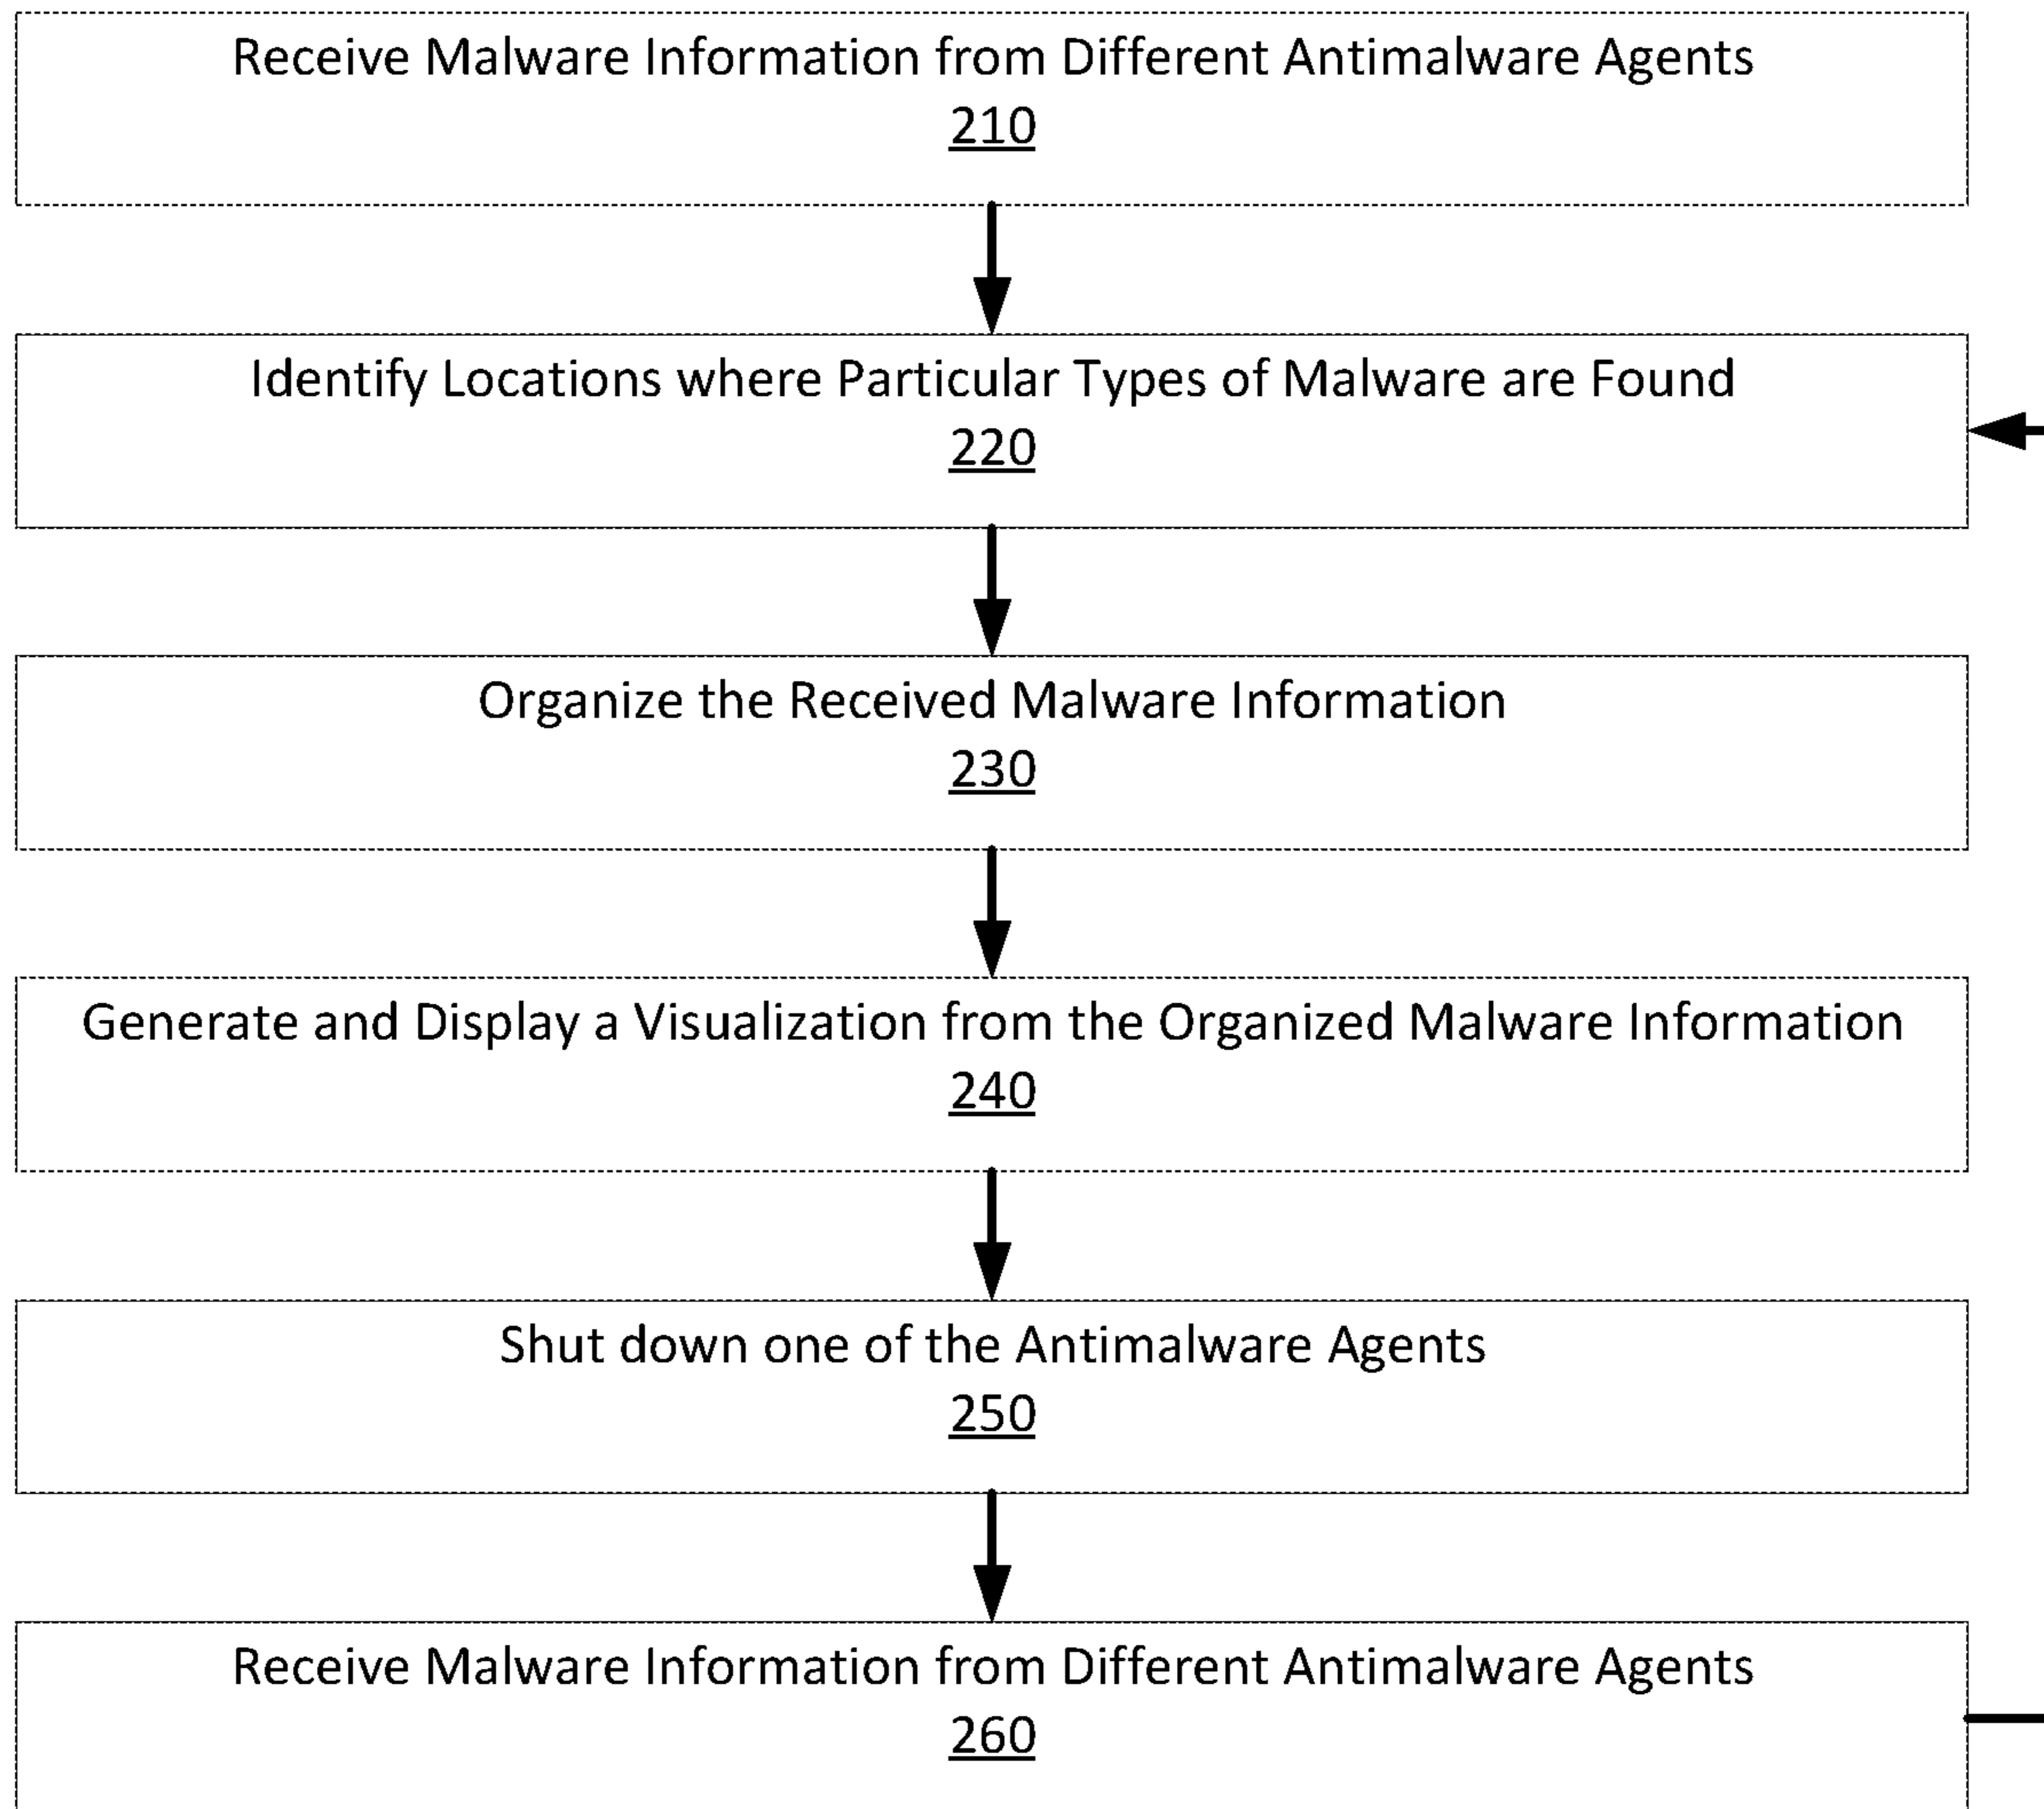 Receive Malware Information from Different Antimalware Agents
210
Identify Locations where Particular Types of Malware are Found
220
Organize the Received Malware Information
230
Generate and Display a Visualization from the Organized Malware Information
240
Shut down one of the Antimalware Agents
250
Receive Malware Information from Different Antimalware Agents
260